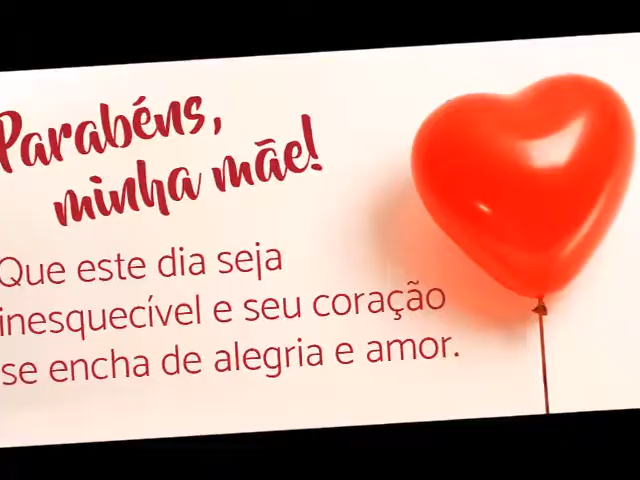 Parabéns,
minha mãe!
Que este dia seja
inesquecível e seu coração
se encha de alegria e amor.